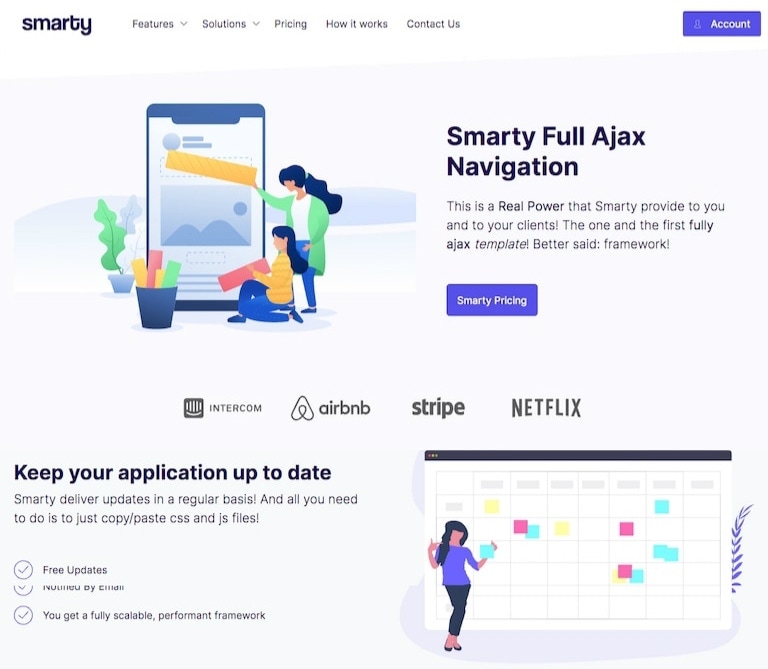 smarty
Features
Solutions
Pricing
How it works
Contact Us
Account
Smarty Full Ajax
Navigation
This is a Real Power that Smarty provide to you
and to your clients! The one and the first fully
ajax template! Better said: framework!
Smarty Pricing
INTERCOM
airbnb
stripe
NETFLIX
Keep your application up to date
Smarty deliver updates in a regular basis! And all you need
to do is to just copy/paste css and js files!
Free Updates
Notified By Email
You get a fully scalable, performant framework